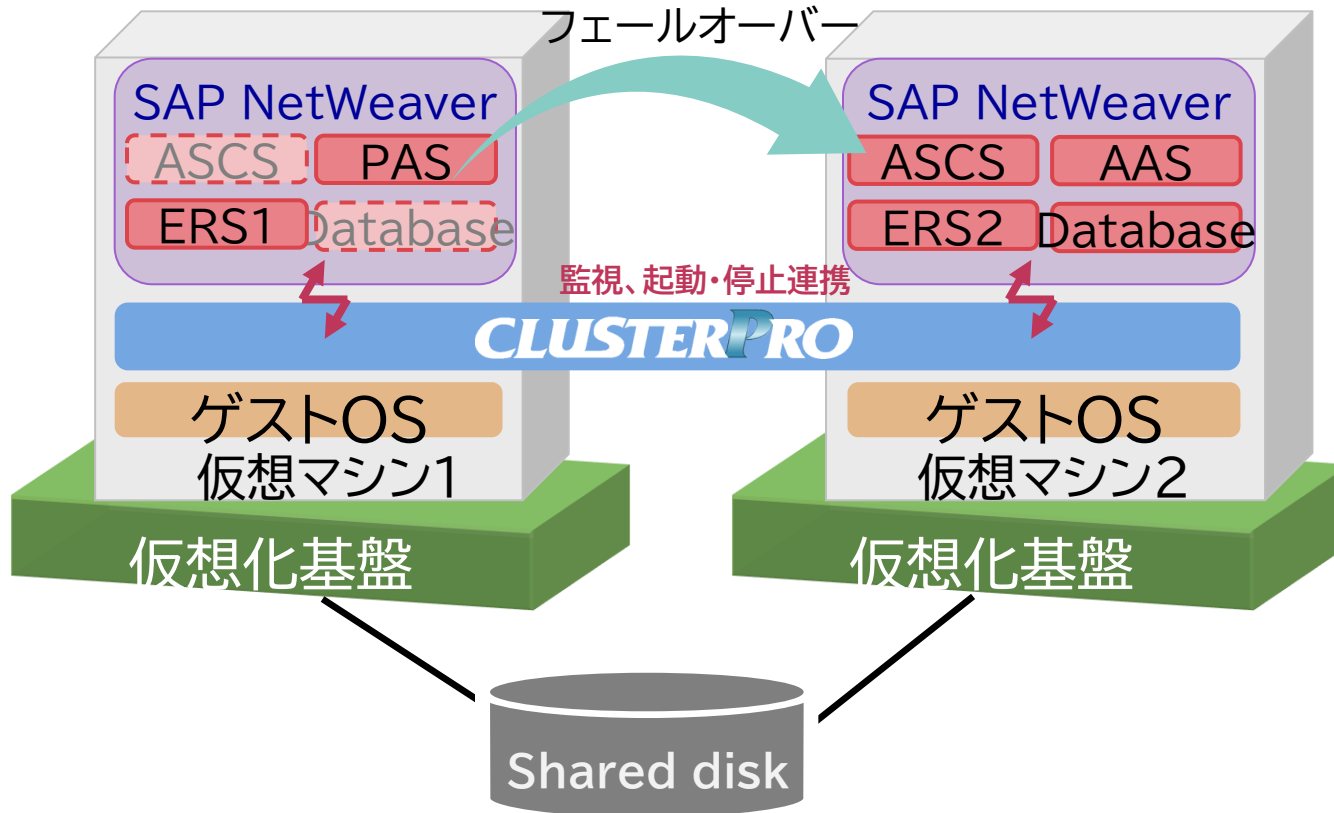 フェールオーバー
SAP NetWeaver
ASCS
PAS
ERS1
Database
SAP NetWeaver
ASCS
AAS
ERS2
Database
監視、起動・停止連携
CLUSTERPRO
ゲストOS
仮想マシン1
仮想化基盤
ゲストOS
仮想マシン2
仮想化基盤
Shared disk